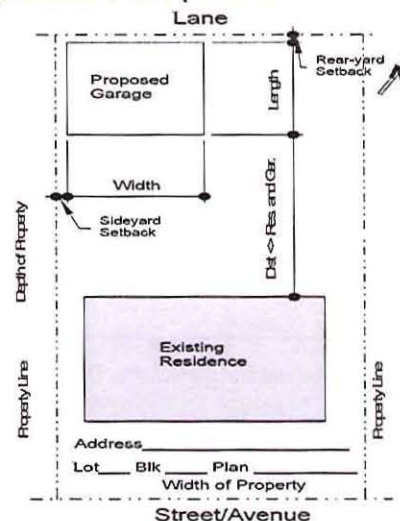 Lane
Rear-yard
Setback
Proposed
Garage
Length
Width
Sideyard
Setback
Dist <> Res. and Gar.
Depth of Property
Existing
Residence
Property Line
Property Line
Address
Lot Blk Plan
Width of Property
Street/Avenue